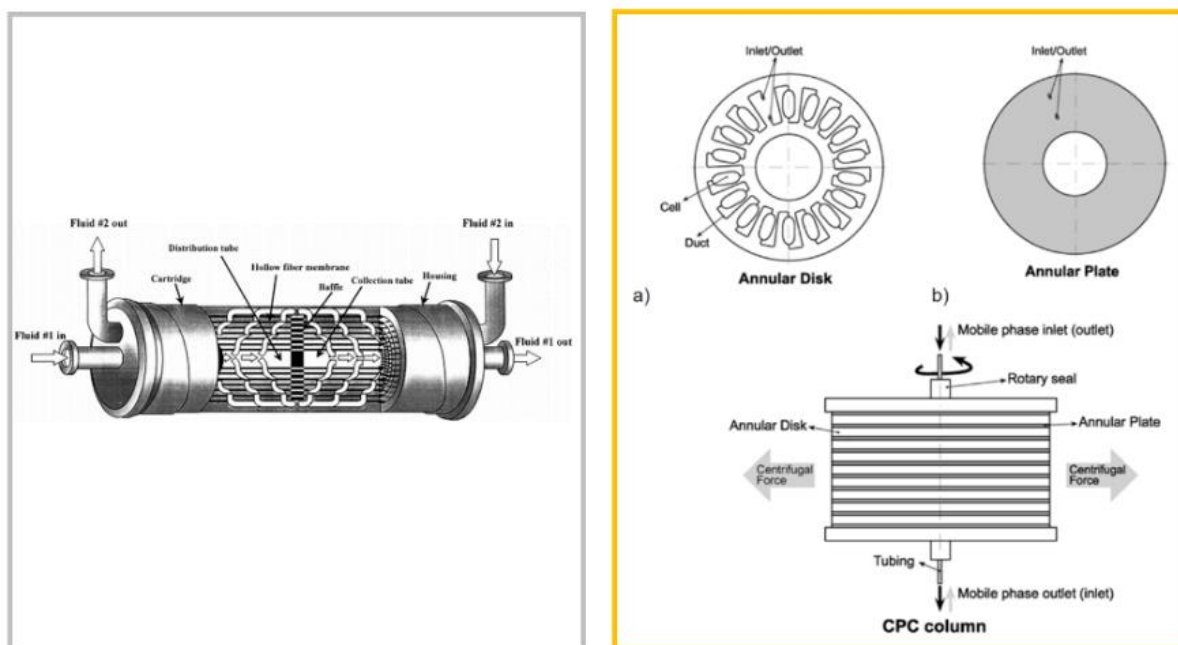 Fluid #2 out
Fluid #2 in
Distribution tube
Hollow fiber membrane
Housing
Cartridge
Baffle
Collection tube
Fluid #1 in
Fluid #1 out
Inlet/Outlet
Inlet/Outlet
Cell
Duct
Annular Disk
Annular Plate
a)
b)
Mobile phase inlet (outlet)
Rotary seal
Annular Disk
Annular Plate
Centrifugal
Force
Centrifugal
Force
Tubing
Mobile phase outlet (inlet)
CPC column